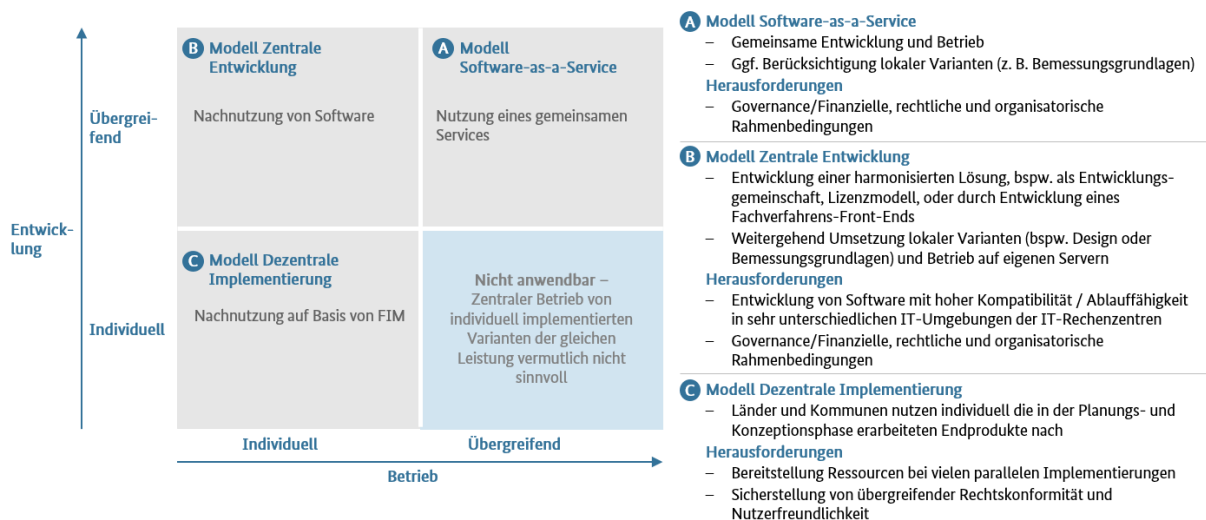 Entwick-
lung
Übergrei-
fend
Individuell
B Modell Zentrale
Entwicklung
Nachnutzung von Software
A Modell
Software-as-a-Service
Nutzung eines gemeinsamen
Services
C Modell Dezentrale
Implementierung
Nachnutzung auf Basis von FIM
Nicht anwendbar –
Zentraler Betrieb von
individuell implementierten
Varianten der gleichen
Leistung vermutlich nicht
sinnvoll
Individuell
Übergreifend
Betrieb
A Modell Software-as-a-Service
– Gemeinsame Entwicklung und Betrieb
– Ggf. Berücksichtigung lokaler Varianten (z. B. Bemessungsgrundlagen)
Herausforderungen
– Governance/Finanzielle, rechtliche und organisatorische
Rahmenbedingungen
B Modell Zentrale Entwicklung
– Entwicklung einer harmonisierten Lösung, bspw. als Entwicklungs-
gemeinschaft, Lizenzmodell, oder durch Entwicklung eines
Fachverfahrens-Front-Ends
– Weitergehend Umsetzung lokaler Varianten (bspw. Design oder
Bemessungsgrundlagen) und Betrieb auf eigenen Servern
Herausforderungen
– Entwicklung von Software mit hoher Kompatibilität / Ablauffähigkeit
in sehr unterschiedlichen IT-Umgebungen der IT-Rechenzentren
– Governance/Finanzielle, rechtliche und organisatorische
Rahmenbedingungen
C Modell Dezentrale Implementierung
– Länder und Kommunen nutzen individuell die in der Planungs- und
Konzeptionsphase erarbeiteten Endprodukte nach
Herausforderungen
– Bereitstellung Ressourcen bei vielen parallelen Implementierungen
– Sicherstellung von übergreifender Rechtskonformität und
Nutzerfreundlichkeit